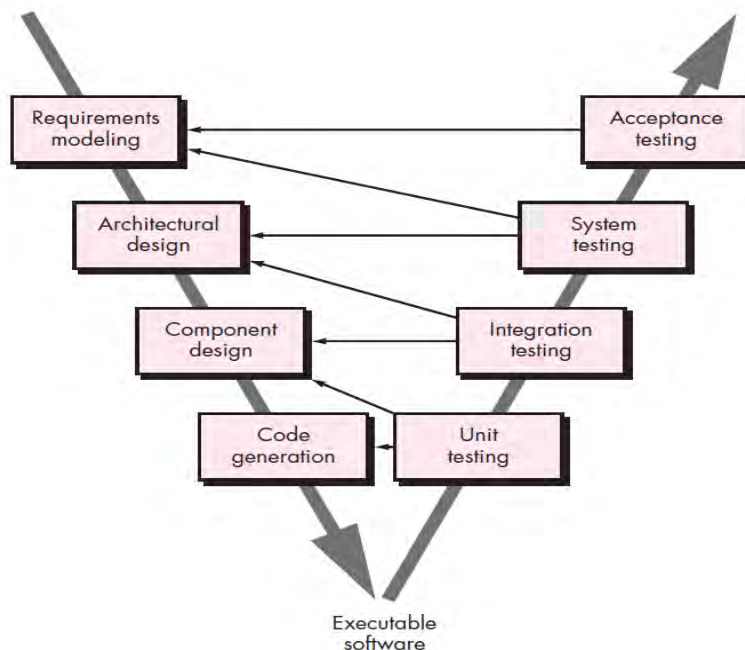 Requirements
modeling
Acceptance
testing
Architectural
design
System
testing
Component
design
Integration
testing
Code
generation
Unit
testing
Executable
software